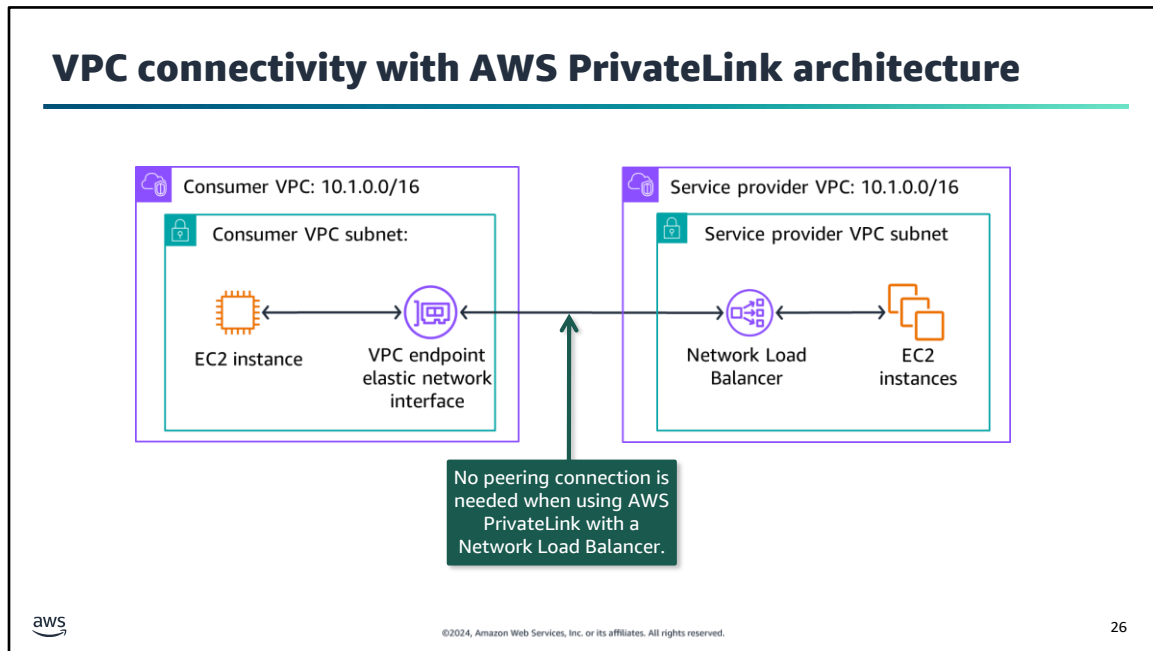 VPC connectivity with AWS PrivateLink architecture
Consumer VPC: 10.1.0.0/16
Consumer VPC subnet:
EC2 instance
VPC endpoint
elastic network
interface
Service provider VPC: 10.1.0.0/16
Service provider VPC subnet
Network Load
Balancer
EC2
instances
No peering connection is
needed when using AWS
PrivateLink with a
Network Load Balancer.
aws
©2024, Amazon Web Services, Inc. or its affiliates. All rights reserved.
26